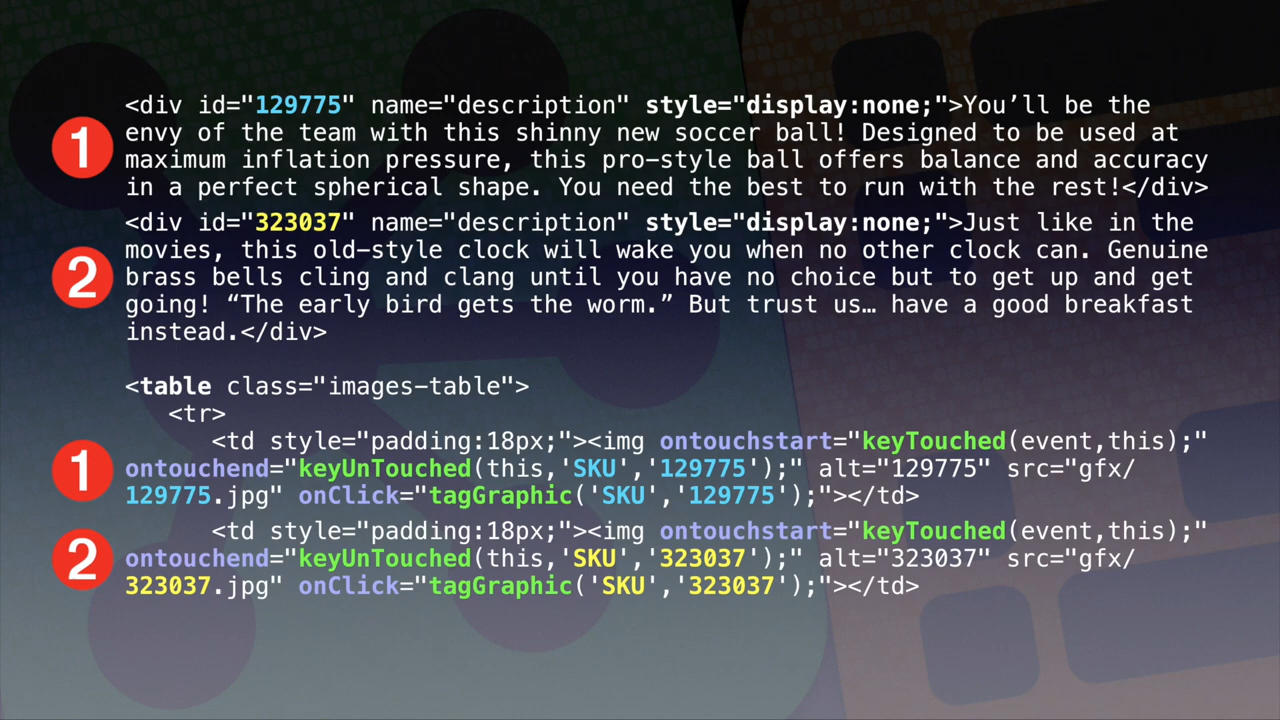 <div id="129775" name="description" style="display:none;">You’ll be the
1
envy of the team with this shinny new soccer ball! Designed to be used at
maximum inflation pressure, this pro-style ball offers balance and accuracy
in a perfect spherical shape. You need the best to run with the rest!</div>
<div id="323037" name="description" style="display:none;">Just like in the
movies, this old-style clock will wake you when no other clock can. Genuine
2
brass bells cling and clang until you have no choice but to get up and get
going! “The early bird gets the worm.” But trust us… have a good breakfast
instead.</div>
<table class="images-table">
<tr>
<td style="padding:18px;"><img ontouchstart="keyTouched(event,this);"
1
ontouchend="keyUnTouched(this,'SKU','129775');" alt="129775" src="gfx/
129775.jpg" onClick="tagGraphic('SKU','129775');"></td>
<td style="padding:18px;"><img ontouchstart="keyTouched(event,this);"
2
ontouchend="keyUnTouched(this,'SKU','323037');" alt="323037" src="gfx/
323037.jpg" onClick="tagGraphic('SKU','323037');"></td>